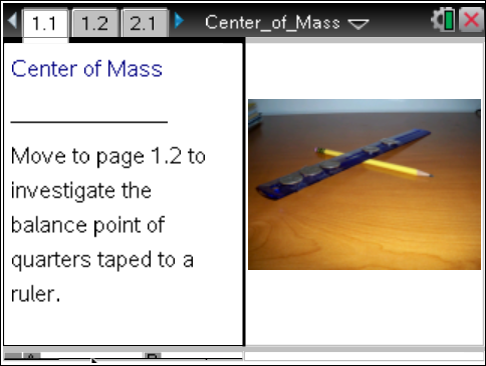 1.1 1.2 2.1 Center_of_Mass
Center of Mass
Move to page 1.2 to
investigate the
balance point of
quarters taped to a
ruler.